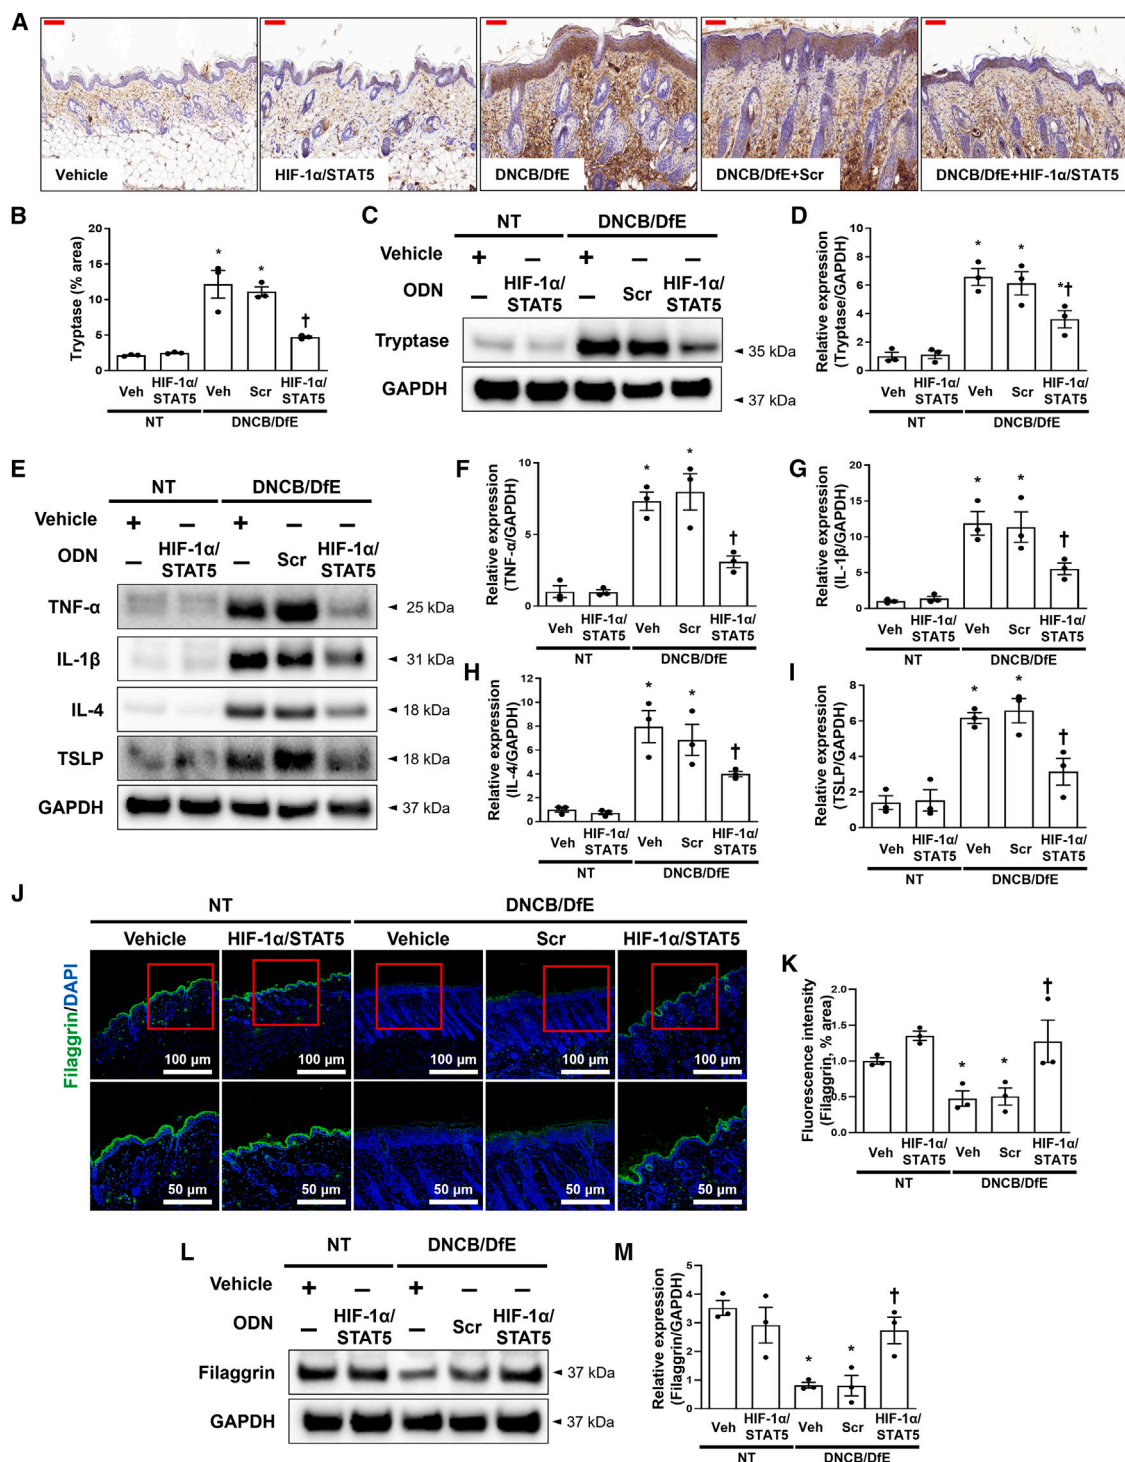 A
Vehicle
HIF-1α/STAT5
DNCB/DfE
DNCB/DfE+Scr
DNCB/DfE+HIF-1α/STAT5
B
Tryptase (% area)
20
15
10
5
0
Veh
HIF-1α/
STAT5
Veh
Scr
HIF-1α/
STAT5
NT
DNCB/DfE
* * †
C
NT DNCB/DfE
Vehicle + − + − −
ODN − HIF-1α/ STAT5 − Scr HIF-1α/ STAT5
Tryptase ◄ 35 kDa
GAPDH ◄ 37 kDa
D
Relative expression
(Tryptase/GAPDH)
10
8
6
4
2
0
* * *†
Veh
HIF-1α/
STAT5
Veh
Scr
HIF-1α/
STAT5
NT
DNCB/DfE
E
NT DNCB/DfE
Vehicle + − + − −
ODN − HIF-1α/ STAT5 − Scr HIF-1α/ STAT5
TNF-α ◄ 25 kDa
IL-1β ◄ 31 kDa
IL-4 ◄ 18 kDa
TSLP ◄ 18 kDa
GAPDH ◄ 37 kDa
F
Relative expression
(TNF-α/GAPDH)
10
5
0
* * †
Veh
HIF-1α/
STAT5
Veh
Scr
HIF-1α/
STAT5
NT
DNCB/DfE
G
Relative expression
(IL-1β/GAPDH)
20
15
10
5
0
* * †
Veh
HIF-1α/
STAT5
Veh
Scr
HIF-1α/
STAT5
NT
DNCB/DfE
H
Relative expression
(IL-4/GAPDH)
12
10
8
6
4
2
0
* * †
Veh
HIF-1α/
STAT5
Veh
Scr
HIF-1α/
STAT5
NT
DNCB/DfE
I
Relative expression
(TSLP/GAPDH)
8
6
4
2
0
* * †
Veh
HIF-1α/
STAT5
Veh
Scr
HIF-1α/
STAT5
NT
DNCB/DfE
J
NT DNCB/DfE
Vehicle HIF-1α/STAT5 Vehicle Scr HIF-1α/STAT5
Filaggrin/DAPI
100 µm 100 µm 100 µm 100 µm 100 µm
50 µm 50 µm 50 µm 50 µm 50 µm
K
Fluorescence intensity
(Filaggrin, % area)
2.0
1.5
1.0
0.5
0.0
* * †
Veh
HIF-1α/
STAT5
Veh
Scr
HIF-1α/
STAT5
NT
DNCB/DfE
L
NT DNCB/DfE
Vehicle + − + − −
ODN − HIF-1α/ STAT5 − Scr HIF-1α/ STAT5
Filaggrin ◄ 37 kDa
GAPDH ◄ 37 kDa
M
Relative expression
(Filaggrin/GAPDH)
5
4
3
2
1
0
* * †
Veh
HIF-1α/
STAT5
Veh
Scr
HIF-1α/
STAT5
NT
DNCB/DfE